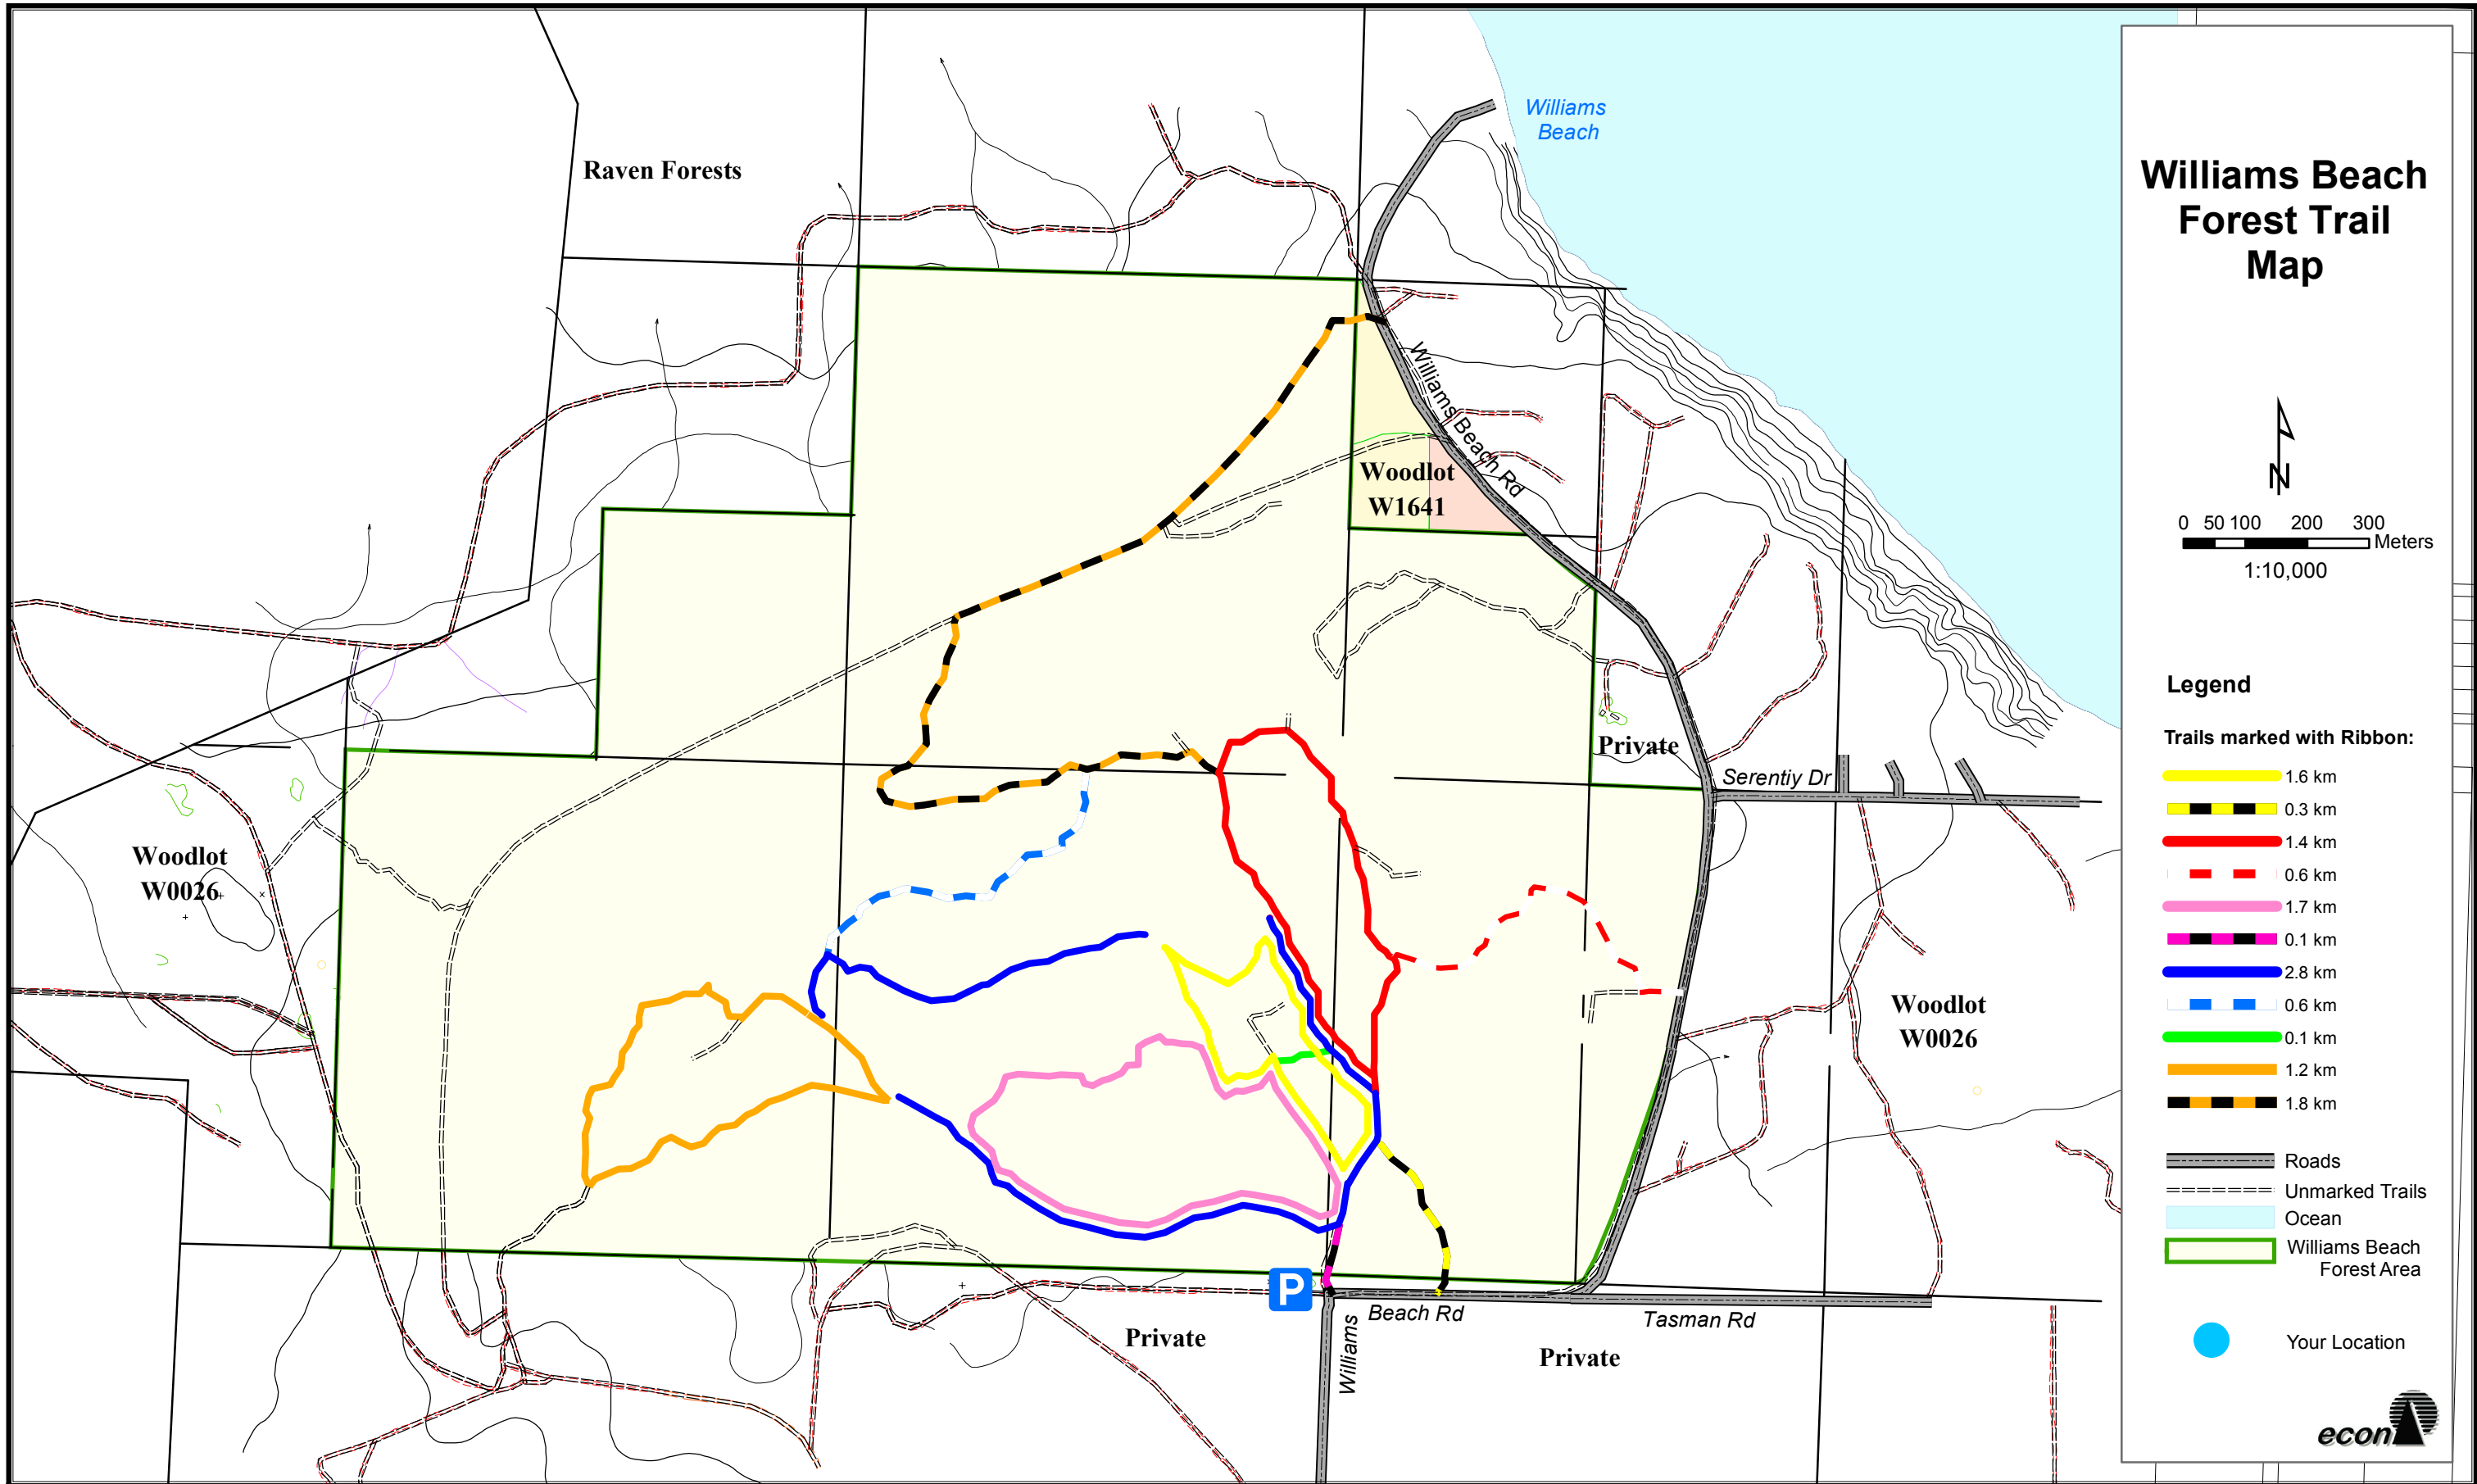 Williams Beach
Forest Trail
Map
N
0 50 100 200 300
Meters
1:10,000
Legend
Trails marked with Ribbon:
1.6 km
0.3 km
1.4 km
0.6 km
1.7 km
0.1 km
2.8 km
0.6 km
0.1 km
1.2 km
1.8 km
Roads
Unmarked Trails
Ocean
Williams Beach
Forest Area
Your Location
econ
Williams
Beach
Raven Forests
Williams Beach Rd
Woodlot
W1641
Private
Serentiy Dr
Woodlot
W0026
Woodlot
W0026
P
Beach Rd
Tasman Rd
Williams
Private
Private